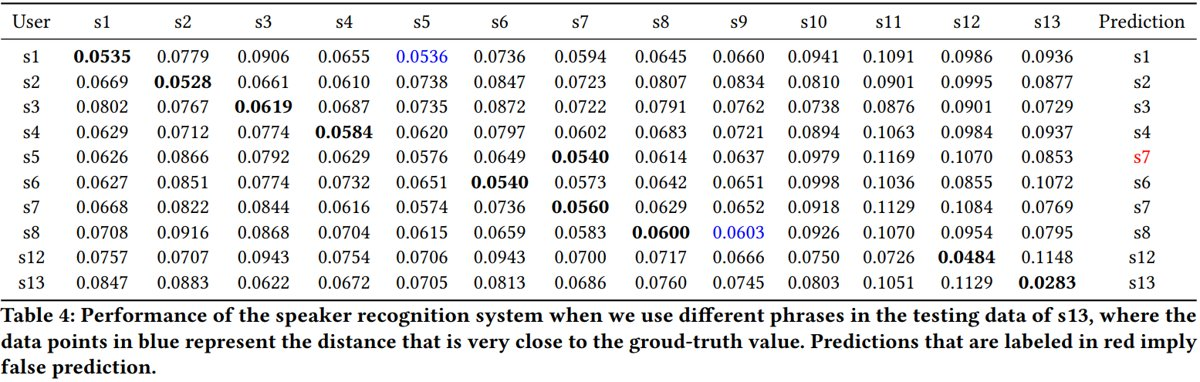 User s1 s2 s3 s4 s5 s6 s7 s8 s9 s10 s11 s12 s13 Prediction
s1 0.0535 0.0779 0.0906 0.0655 0.0536 0.0736 0.0594 0.0645 0.0660 0.0941 0.1091 0.0986 0.0936 s1
s2 0.0669 0.0528 0.0661 0.0610 0.0738 0.0847 0.0723 0.0807 0.0834 0.0810 0.0901 0.0995 0.0877 s2
s3 0.0802 0.0767 0.0619 0.0687 0.0735 0.0872 0.0722 0.0791 0.0762 0.0738 0.0876 0.0901 0.0729 s3
s4 0.0629 0.0712 0.0774 0.0584 0.0620 0.0797 0.0602 0.0683 0.0721 0.0894 0.1063 0.0984 0.0937 s4
s5 0.0626 0.0866 0.0792 0.0629 0.0576 0.0649 0.0540 0.0614 0.0637 0.0979 0.1169 0.1070 0.0853 s7
s6 0.0627 0.0851 0.0774 0.0732 0.0651 0.0540 0.0573 0.0642 0.0651 0.0998 0.1036 0.0855 0.1072 s6
s7 0.0668 0.0822 0.0844 0.0616 0.0574 0.0736 0.0560 0.0629 0.0652 0.0918 0.1129 0.1084 0.0769 s7
s8 0.0708 0.0916 0.0868 0.0704 0.0615 0.0659 0.0583 0.0600 0.0603 0.0926 0.1070 0.0954 0.0795 s8
s12 0.0757 0.0707 0.0943 0.0754 0.0706 0.0943 0.0700 0.0717 0.0666 0.0750 0.0726 0.0484 0.1148 s12
s13 0.0847 0.0883 0.0622 0.0672 0.0705 0.0813 0.0686 0.0760 0.0745 0.0803 0.1051 0.1129 0.0283 s13
Table 4: Performance of the speaker recognition system when we use different phrases in the testing data of s13, where the
data points in blue represent the distance that is very close to the groud-truth value. Predictions that are labeled in red imply
false prediction.